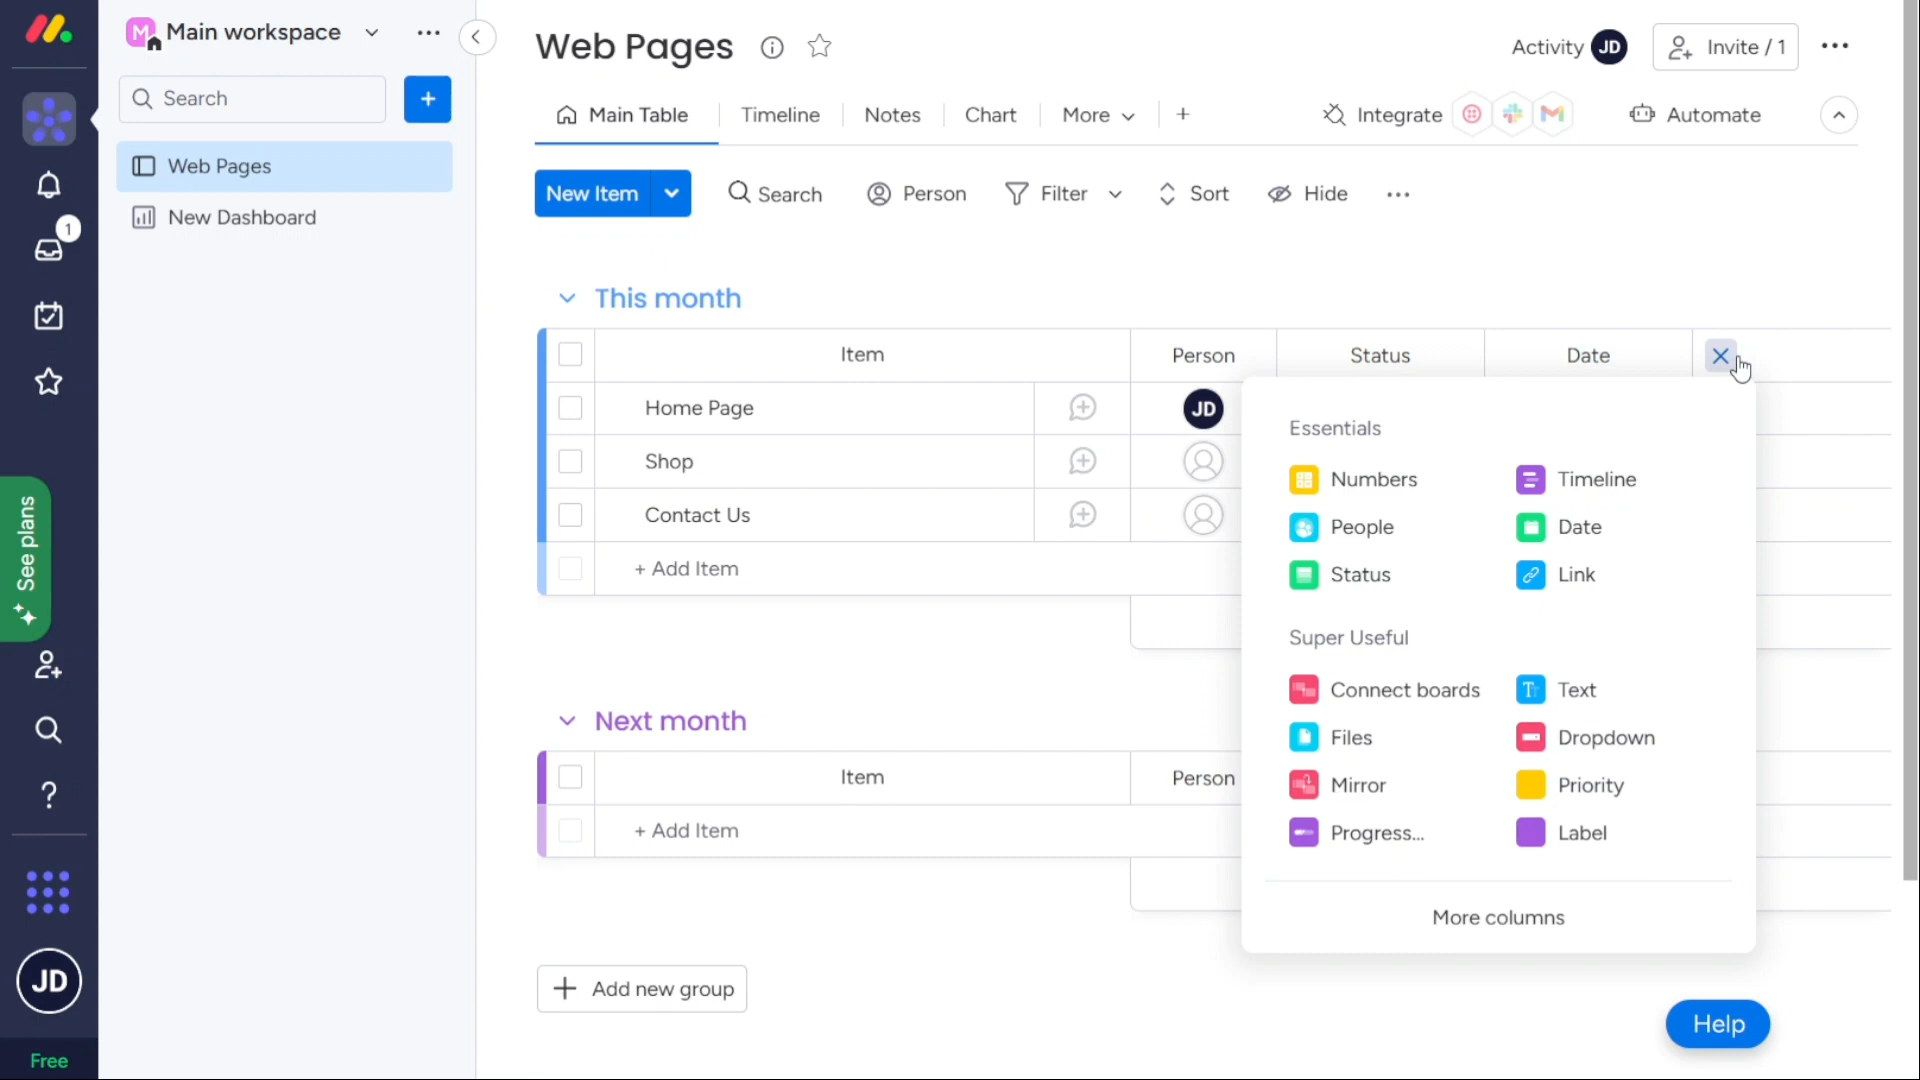 M Main workspace
Search
+
Web Pages
New Dashboard
1
See plans
JD
Free
Web Pages
Activity JD Invite / 1
Main Table Timeline Notes Chart More + Integrate Automate
New Item Search Person Filter Sort Hide
This month
Item Person Status Date
Home Page JD
Shop
Contact Us
+ Add Item
Essentials
Numbers Timeline
People Date
Status Link
Super Useful
Connect boards Text
Files Dropdown
Mirror Priority
Progress... Label
More columns
Next month
Item Person
+ Add Item
+ Add new group
Help